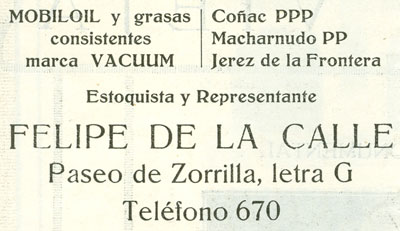 MOBILOIL y grasas
consistentes
marca VACUUM
Coñac PPP
Macharnudo PP
Jerez de la Frontera
Estoquista y Representante
FELIPE DE LA CALLE
Paseo de Zorrilla, letra G
Teléfono 670